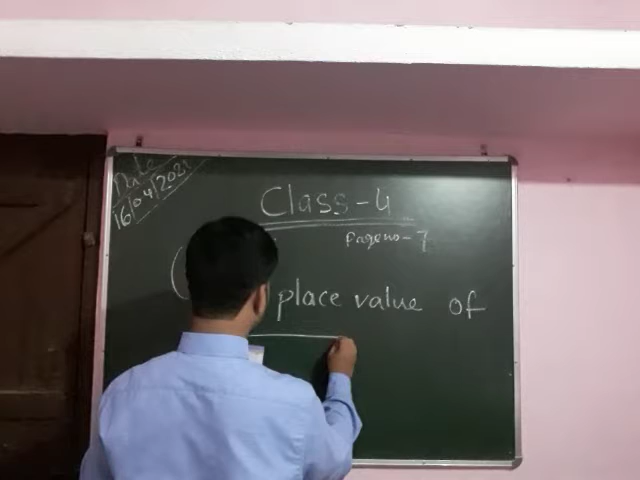 Date
16/04/2021
Class-4
Page no-7
( place value of